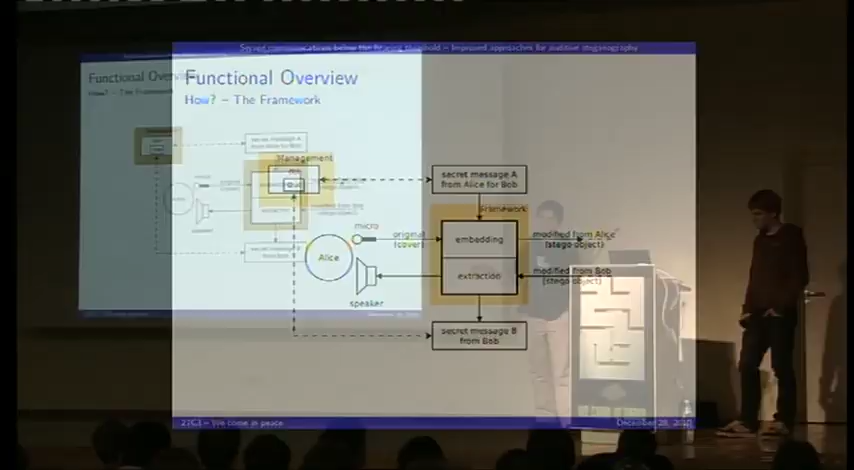 Secret communications below the hearing threshold – Improved approaches for auditive steganography
Functional Overview
How? – The Framework
Management
secret message A
from Alice for Bob
Framework
micro
original
(cover)
embedding
modified from Alice
(stego object)
Alice
extraction
modified from Bob
(stego object)
speaker
secret message B
from Bob
27C3 – We come in peace
December 28, 2010